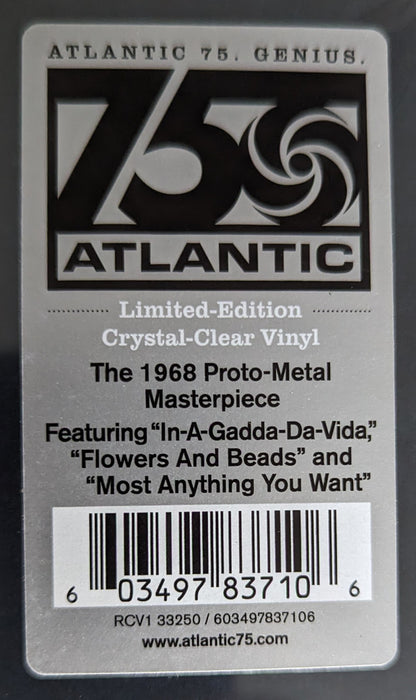 ATLANTIC 75. GENIUS.
75
ATLANTIC
Limited-Edition
Crystal-Clear Vinyl
The 1968 Proto-Metal
Masterpiece
Featuring “In-A-Gadda-Da-Vida,”
“Flowers And Beads” and
“Most Anything You Want”
6 03497 83710 6
RCV1 33250 / 603497837106
www.atlantic75.com